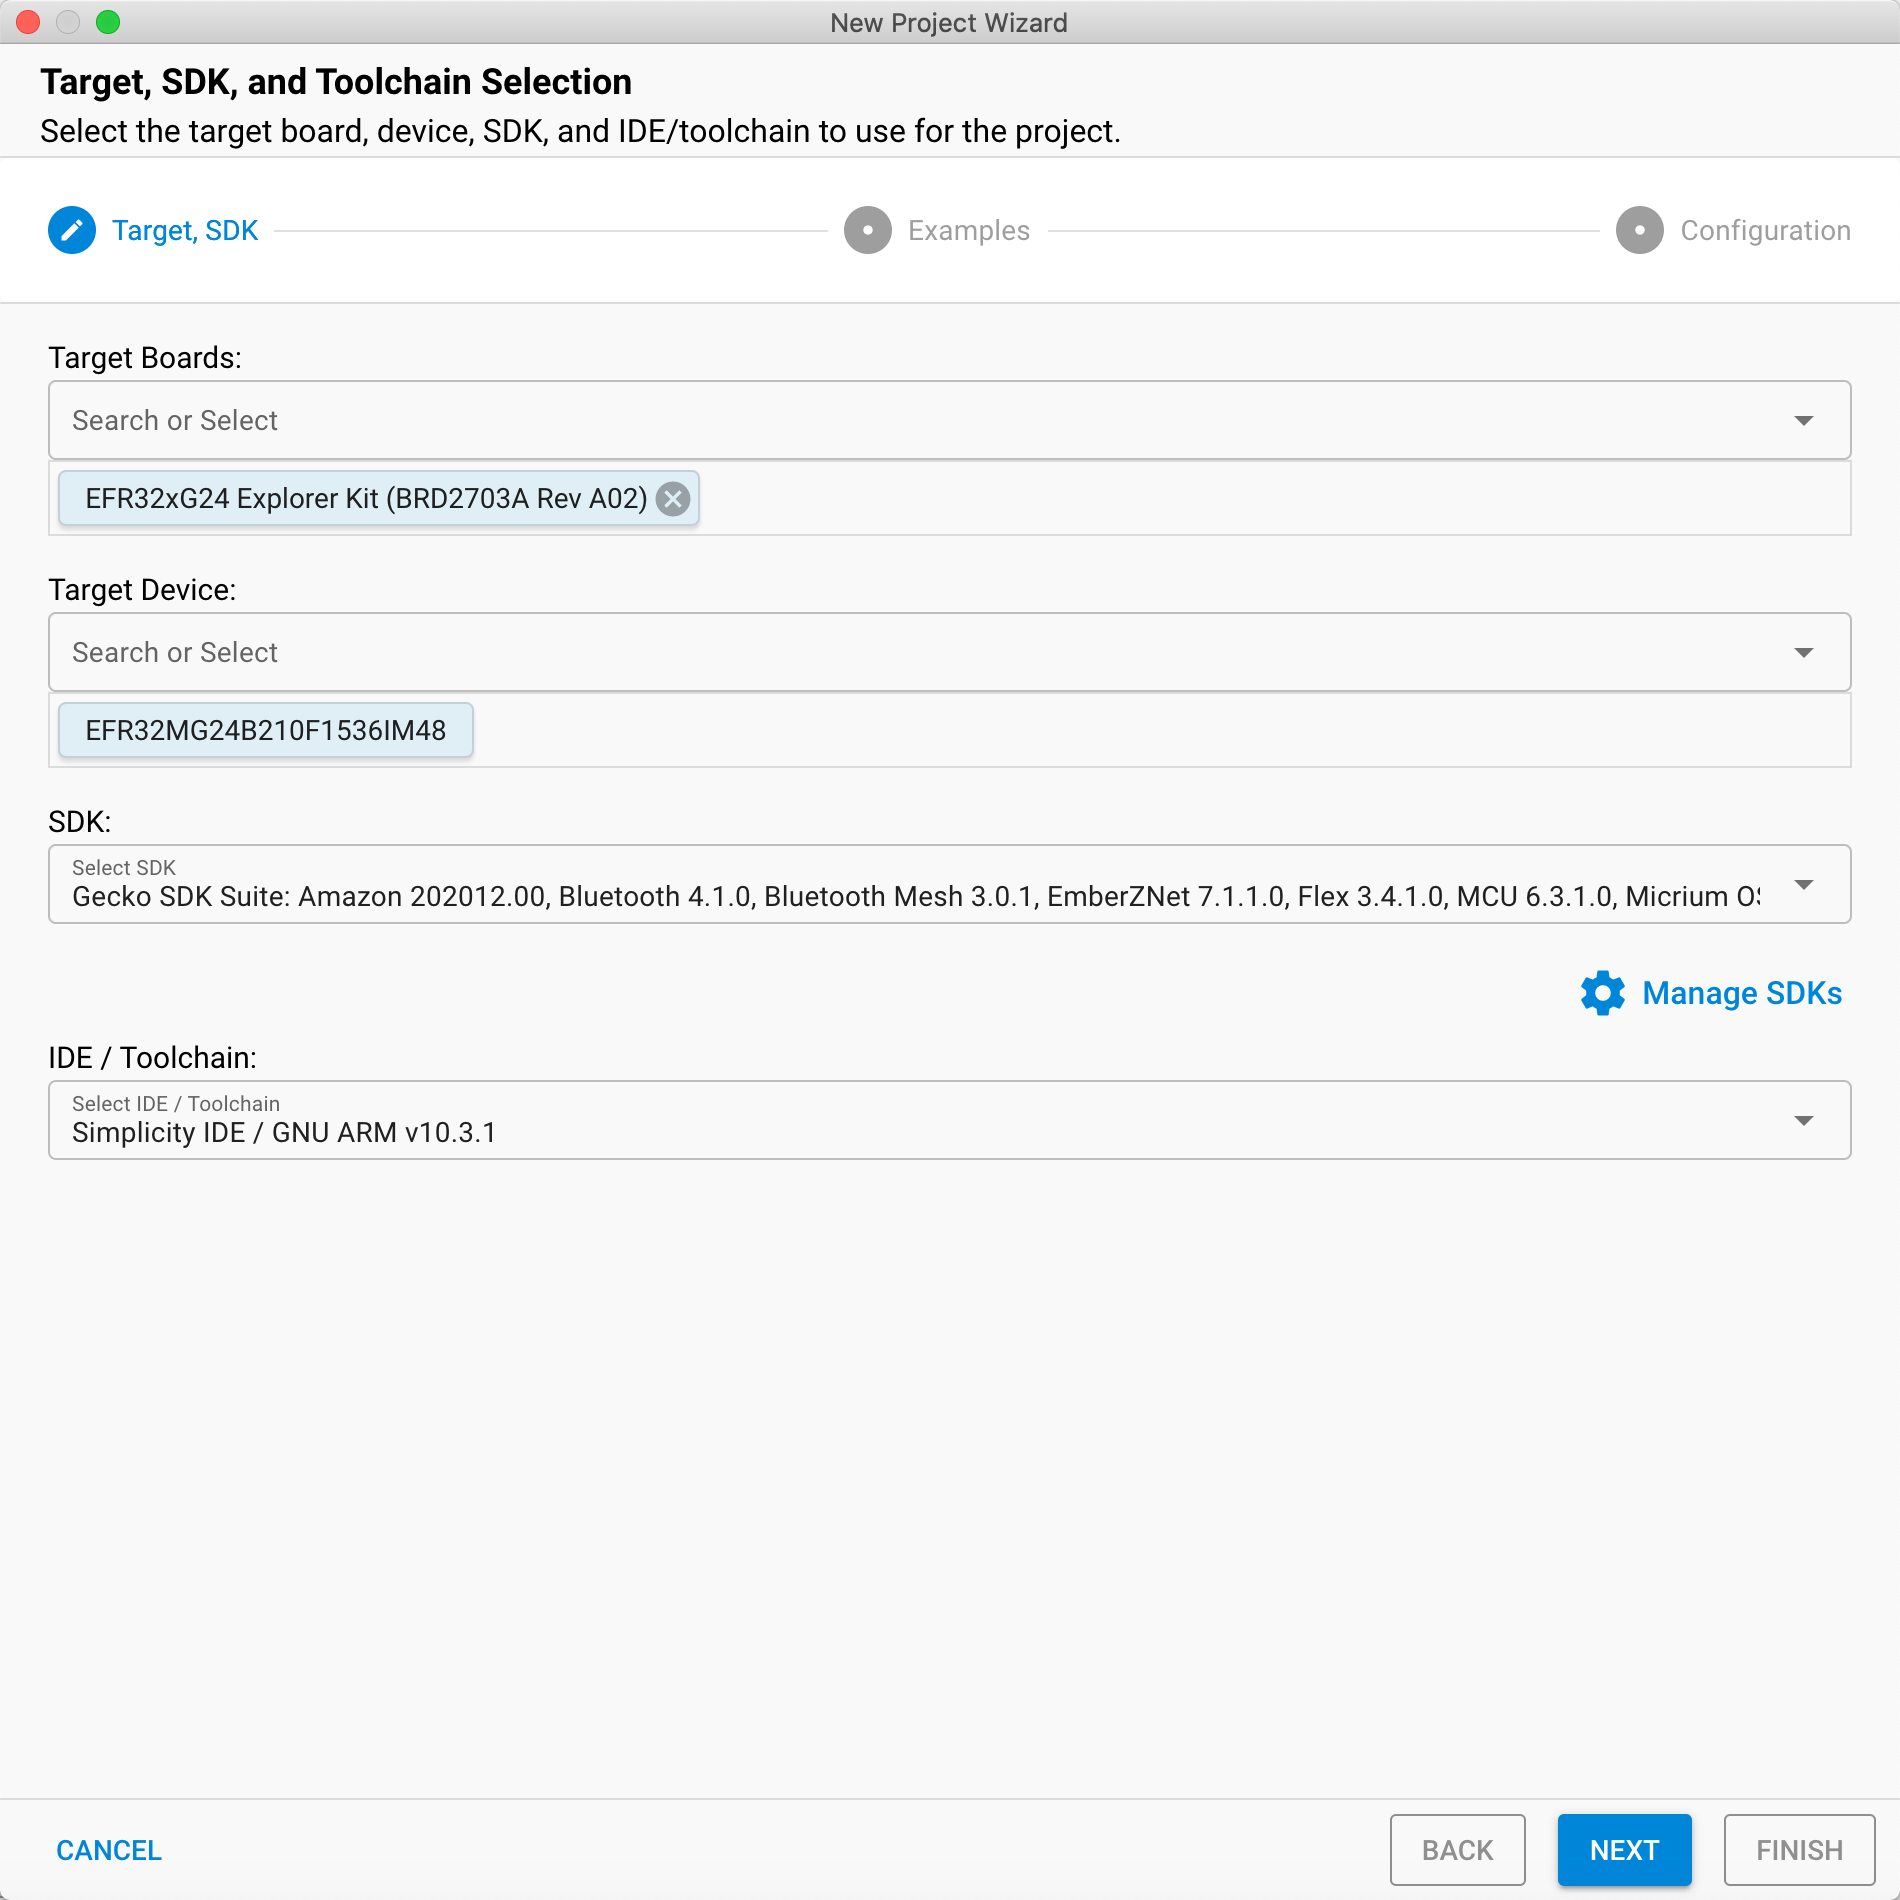 New Project Wizard
Target, SDK, and Toolchain Selection
Select the target board, device, SDK, and IDE/toolchain to use for the project.
Target, SDK
Examples
Configuration
Target Boards:
Search or Select
EFR32xG24 Explorer Kit (BRD2703A Rev A02)
Target Device:
Search or Select
EFR32MG24B210F1536IM48
SDK:
Select SDK
Gecko SDK Suite: Amazon 202012.00, Bluetooth 4.1.0, Bluetooth Mesh 3.0.1, EmberZNet 7.1.1.0, Flex 3.4.1.0, MCU 6.3.1.0, Micrium
Manage SDKs
IDE / Toolchain:
Select IDE / Toolchain
Simplicity IDE / GNU ARM v10.3.1
CANCEL
BACK
NEXT
FINISH